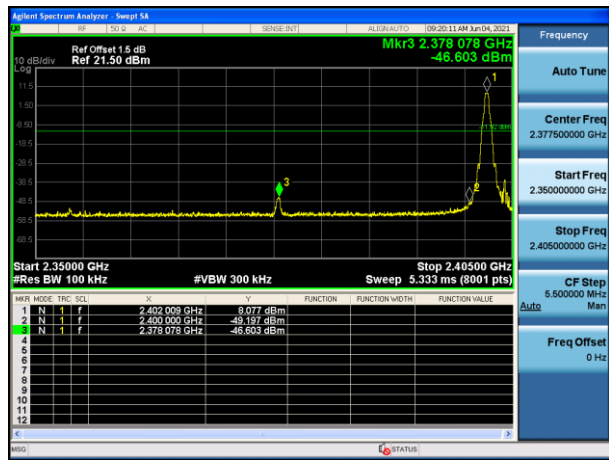 Agilent Spectrum Analyzer - Swept SA
RF 50 Ω AC SENSE:INT ALIGNAUTO 09:20:11 AM Jun 04, 2021
Mkr3 2.378 078 GHz
-46.603 dBm
Ref Offset 1.5 dB
10 dB/div Ref 21.50 dBm
Log
1
11.5
1.50
-8.50
-18.5
-28.5
-38.5
3
2
-48.5
-58.5
-68.5
Start 2.35000 GHz Stop 2.40500 GHz
#Res BW 100 kHz #VBW 300 kHz Sweep 5.333 ms (8001 pts)
MKR MODE TRC SCL X Y FUNCTION FUNCTION WIDTH FUNCTION VALUE
1 N 1 f 2.402 009 GHz 8.077 dBm
2 N 1 f 2.400 000 GHz -49.197 dBm
3 N 1 f 2.378 078 GHz -46.603 dBm
4
5
6
7
8
9
10
11
12
MSG STATUS
Frequency
Auto Tune
Center Freq
2.377500000 GHz
Start Freq
2.350000000 GHz
Stop Freq
2.405000000 GHz
CF Step
5.500000 MHz
Auto Man
Freq Offset
0 Hz